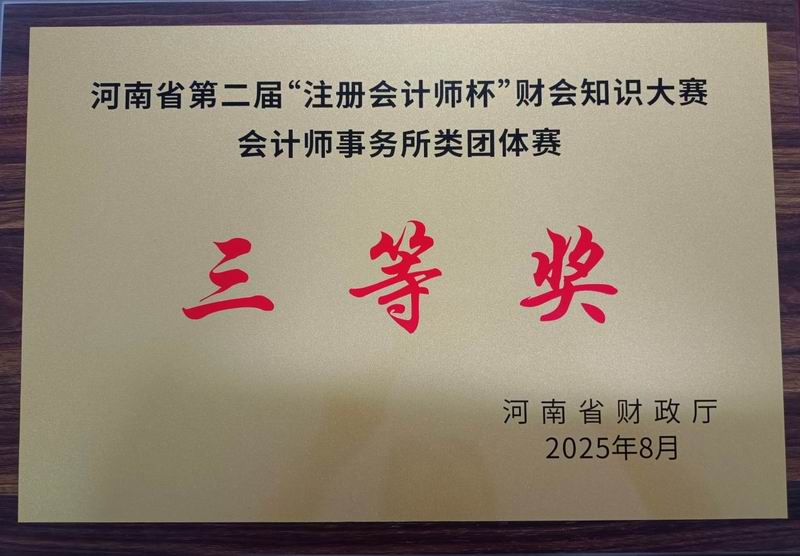 河南省第二届“注册会计师杯”财会知识大赛
会计师事务所类团体赛
三等奖
河南省财政厅
2025年8月